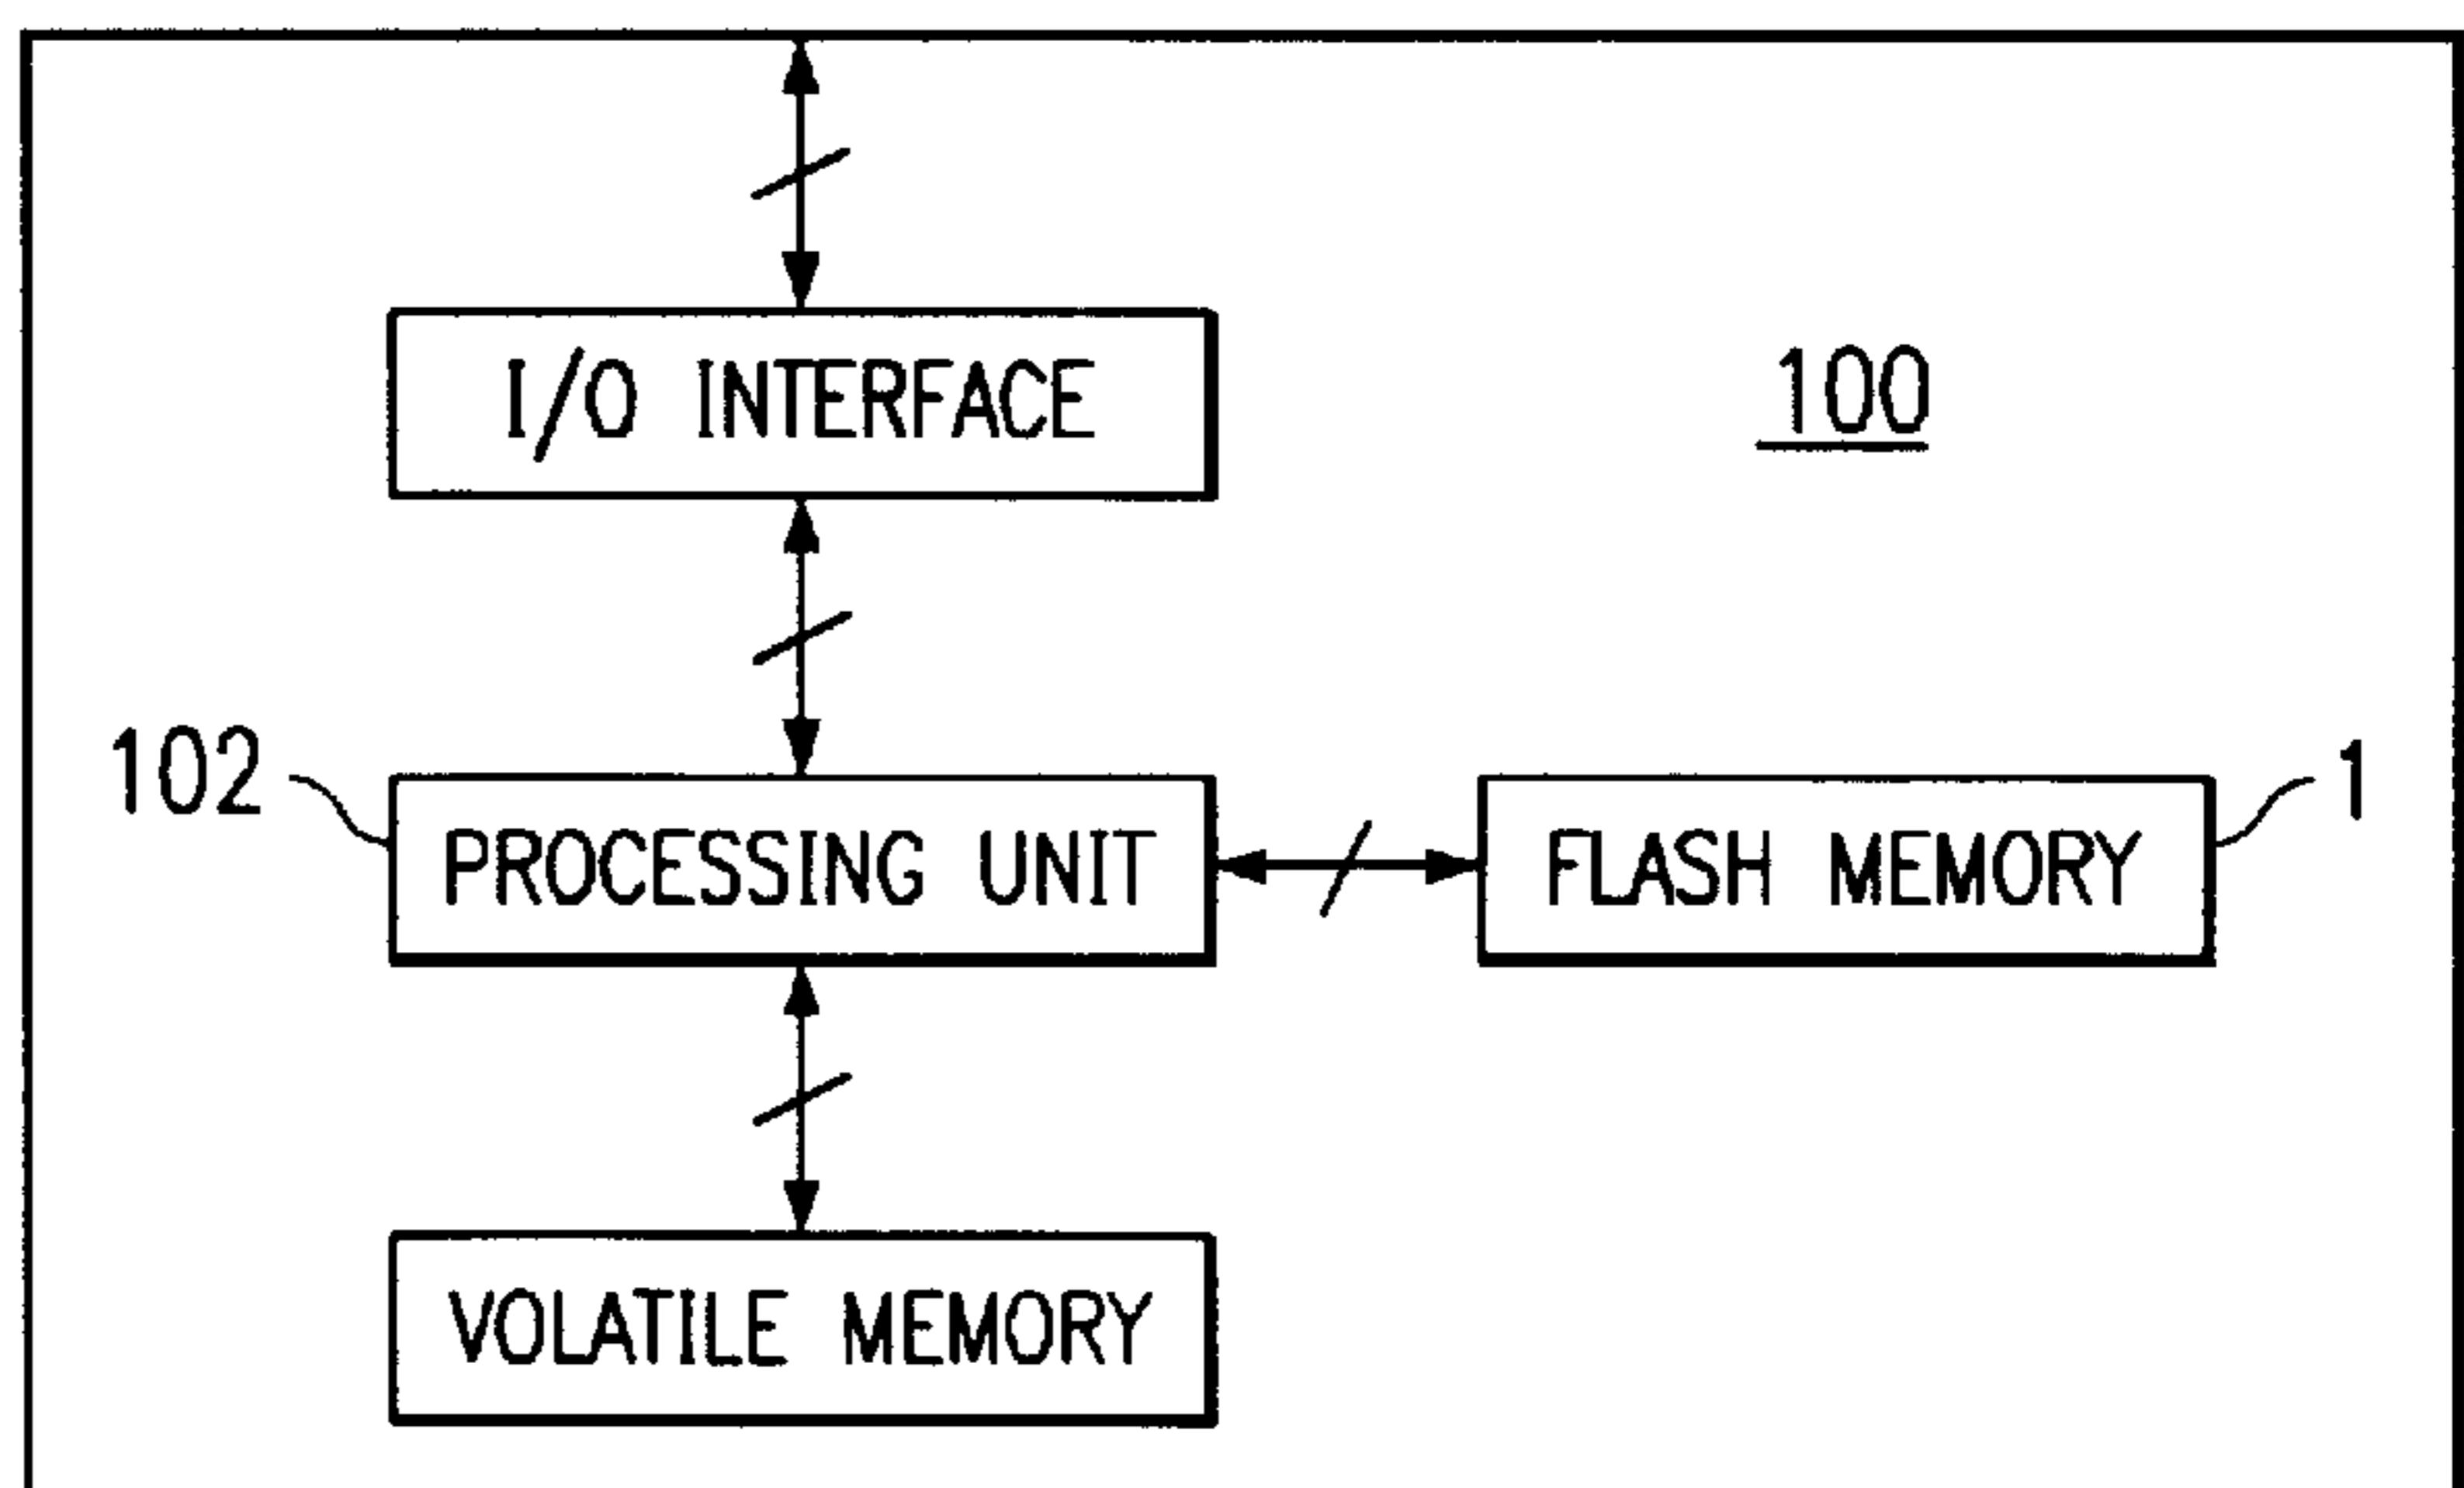 I/O INTERFACE
100
102
PROCESSING UNIT
FLASH MEMORY
1
VOLATILE MEMORY